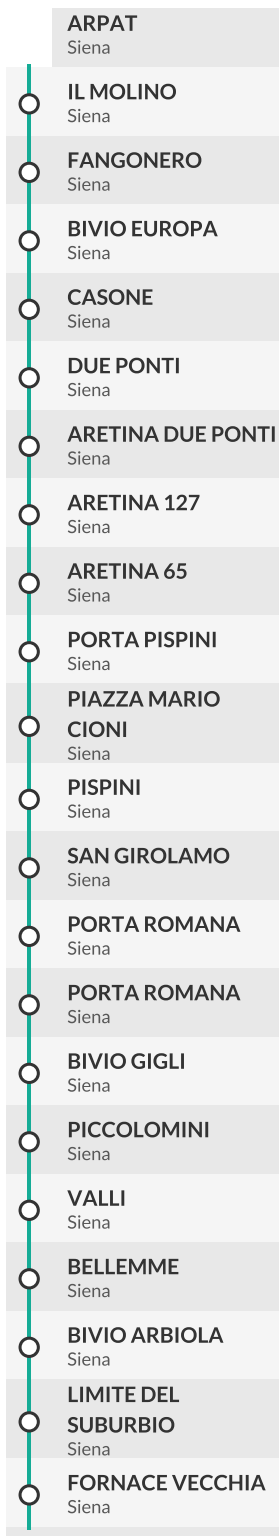 ARPAT
Siena
IL MOLINO
Siena
FANGONERO
Siena
BIVIO EUROPA
Siena
CASONE
Siena
DUE PONTI
Siena
ARETINA DUE PONTI
Siena
ARETINA 127
Siena
ARETINA 65
Siena
PORTA PISPINI
Siena
PIAZZA MARIO
CIONI
Siena
PISPINI
Siena
SAN GIROLAMO
Siena
PORTA ROMANA
Siena
PORTA ROMANA
Siena
BIVIO GIGLI
Siena
PICCOLOMINI
Siena
VALLI
Siena
BELLEMME
Siena
BIVIO ARBIOLA
Siena
LIMITE DEL
SUBURBIO
Siena
FORNACE VECCHIA
Siena